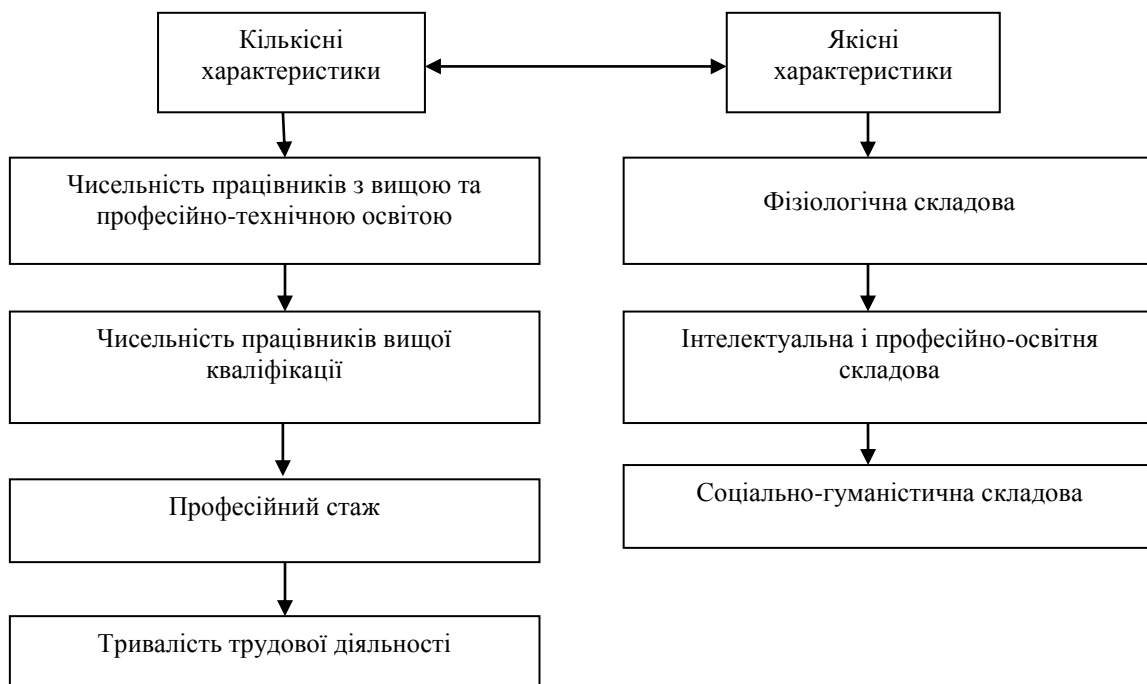 Кількісні
характеристики
Якісні
характеристики
Чисельність працівників з вищою та
професійно-технічною освітою
Фізіологічна складова
Чисельність працівників вищої
кваліфікації
Інтелектуальна і професійно-освітня
складова
Професійний стаж
Соціально-гуманістична складова
Тривалість трудової діяльності